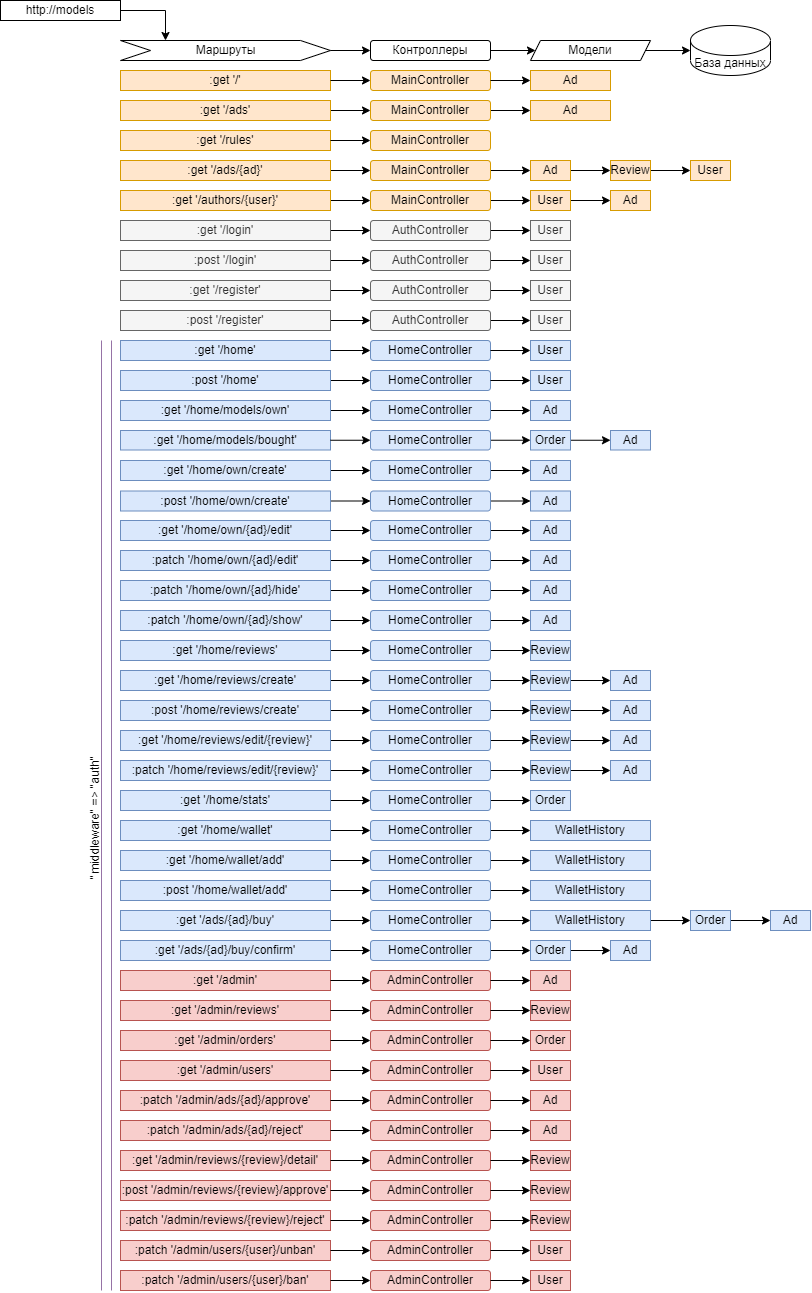 http://models
Маршруты Контроллеры Модели База данных
:get '/' MainController Ad
:get '/ads' MainController Ad
:get '/rules' MainController
:get '/ads/{ad}' MainController Ad Review User
:get '/authors/{user}' MainController User Ad
:get '/login' AuthController User
:post '/login' AuthController User
:get '/register' AuthController User
:post '/register' AuthController User
:get '/home' HomeController User
:post '/home' HomeController User
:get '/home/models/own' HomeController Ad
:get '/home/models/bought' HomeController Order Ad
:get '/home/own/create' HomeController Ad
:post '/home/own/create' HomeController Ad
:get '/home/own/{ad}/edit HomeController Ad
:patch '/home/own/{ad}/edit' HomeController Ad
:patch '/home/own/{ad}/hide' HomeController Ad
:patch '/home/own/{ad}/show' HomeController Ad
:get '/home/reviews' HomeController Review
:get '/home/reviews/create' HomeController Review Ad
:post '/home/reviews/create' HomeController Review Ad
:get '/home/reviews/edit/{review}' HomeController Review Ad
:patch '/home/reviews/edit/{review}' HomeController Review Ad
:get '/home/stats' HomeController Order
:get '/home/wallet' HomeController WalletHistory
:get '/home/wallet/add' HomeController WalletHistory
:post '/home/wallet/add' HomeController WalletHistory
:get '/ads/{ad}/buy' HomeController WalletHistory Order Ad
:get '/ads/{ad}/buy/confirm' HomeController Order Ad
"middleware" => "auth"
:get '/admin' AdminController Ad
:get '/admin/reviews' AdminController Review
:get '/admin/orders' AdminController Order
:get '/admin/users' AdminController User
:patch '/admin/ads/{ad}/approve' AdminController Ad
:patch '/admin/ads/{ad}/reject' AdminController Ad
:get '/admin/reviews/{review}/detail' AdminController Review
:post '/admin/reviews/{review}/approve' AdminController Review
:patch '/admin/reviews/{review}/reject' AdminController Review
:patch '/admin/users/{user}/unban' AdminController User
:patch '/admin/users/{user}/ban' AdminController User